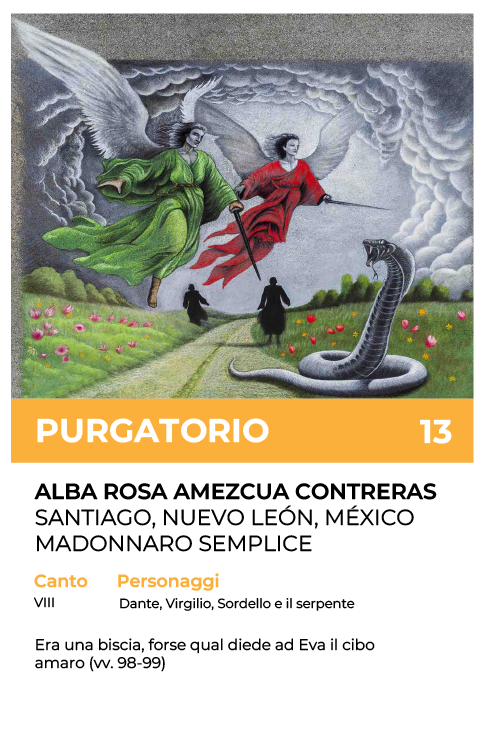 PURGATORIO 13
ALBA ROSA AMEZCUA CONTRERAS
SANTIAGO, NUEVO LEÓN, MÉXICO
MADONNARO SEMPLICE
Canto Personaggi
VIII Dante, Virgilio, Sordello e il serpente
Era una biscia, forse qual diede ad Eva il cibo
amaro (vv. 98-99)